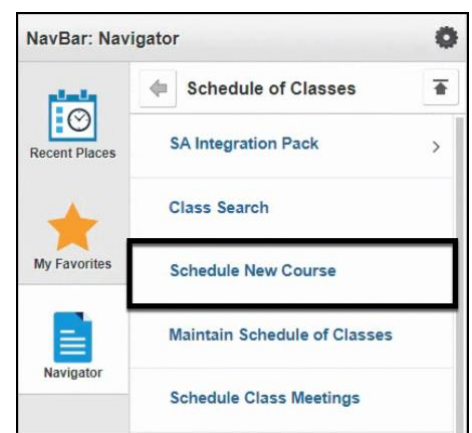 NavBar: Navigator
Schedule of Classes
Recent Places
SA Integration Pack
Class Search
My Favorites
Schedule New Course
Maintain Schedule of Classes
Navigator
Schedule Class Meetings